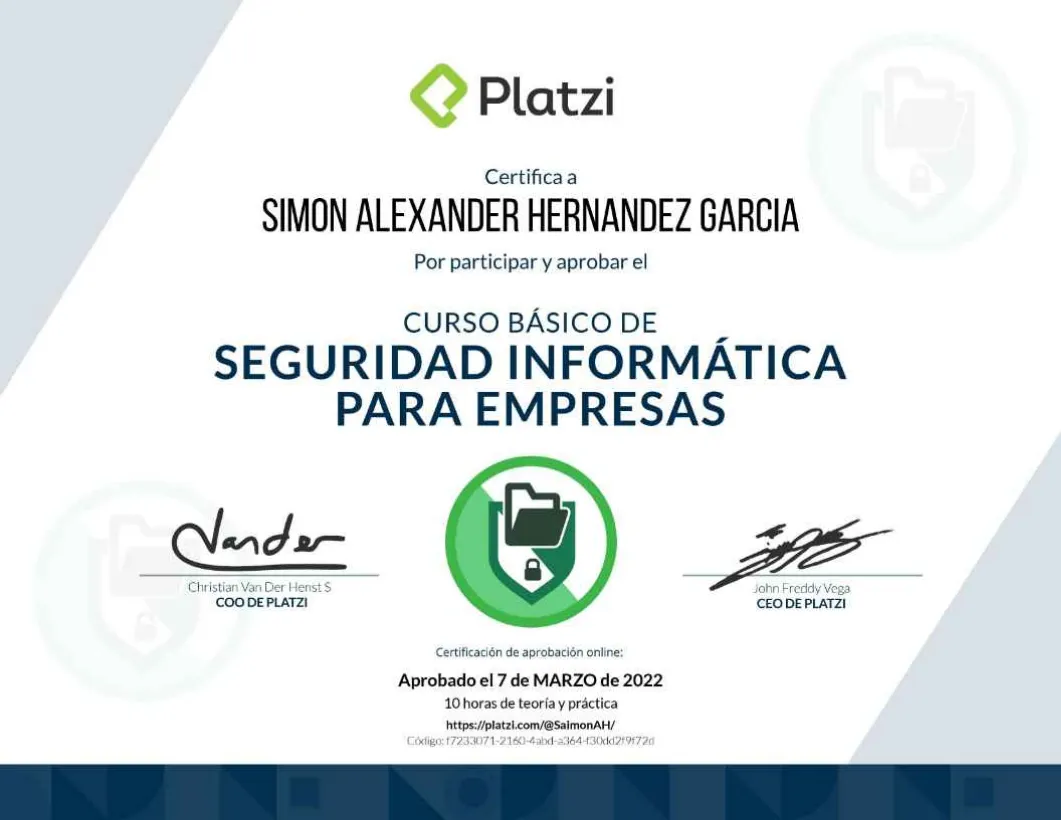 Platzi
Certifica a
SIMON ALEXANDER HERNANDEZ GARCIA
Por participar y aprobar el
CURSO BÁSICO DE
SEGURIDAD INFORMÁTICA
PARA EMPRESAS
Vander
Christian Van Der Henst S
COO DE PLATZI
John Freddy Vega
CEO DE PLATZI
Certificación de aprobación online:
Aprobado el 7 de MARZO de 2022
10 horas de teoría y práctica
https://platzi.com/@SaimonAH/
Código: f7233071-2160-4abd-a364-f30dd2f9f72d